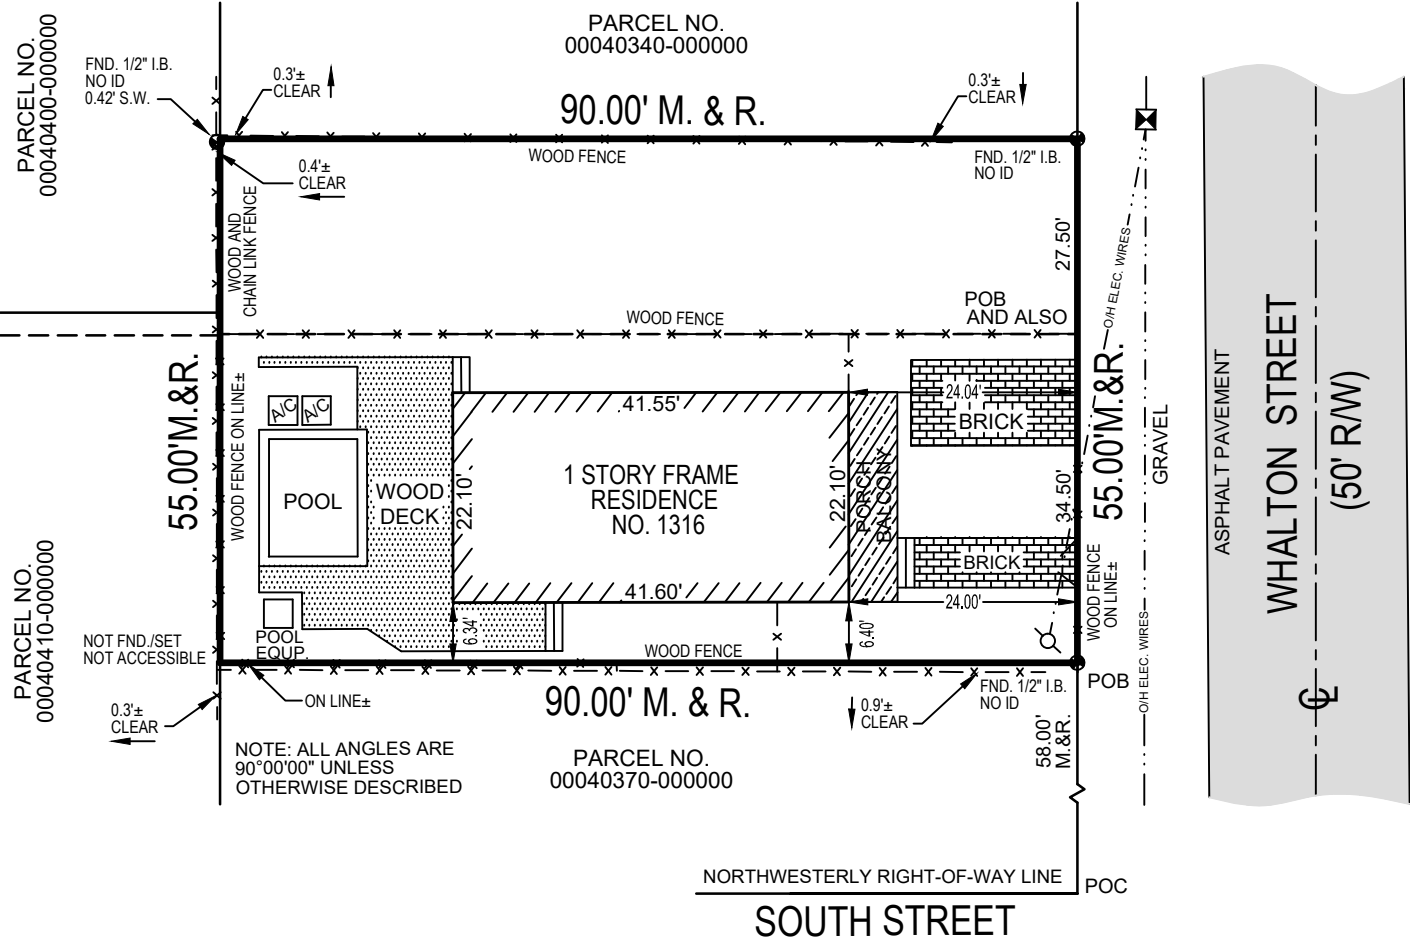 PARCEL NO.
00040340-000000
PARCEL NO.
00040400-000000
FND. 1/2" I.B.
NO ID
0.42' S.W.
0.3'±
CLEAR
90.00' M. & R.
0.3'±
CLEAR
WOOD FENCE
FND. 1/2" I.B.
NO ID
0.4'±
CLEAR
WOOD AND
CHAIN LINK FENCE
27.50'
O/H ELEC. WIRES
POB
AND ALSO
WOOD FENCE
55.00'M.&R.
WOOD FENCE ON LINE±
A/C
A/C
41.55'
24.04'
BRICK
POOL
WOOD
DECK
22.10'
1 STORY FRAME
RESIDENCE
NO. 1316
22.10'
PORCH
BALCONY
34.50'
55.00'M.&R.
GRAVEL
ASPHALT PAVEMENT
WHALTON STREET
(50' R/W)
CL
BRICK
41.60'
24.00'
WOOD FENCE
ON LINE±
PARCEL NO.
00040410-000000
NOT FND./SET
NOT ACCESSIBLE
POOL
EQUP.
6.34'
6.40'
WOOD FENCE
O/H ELEC. WIRES
POB
ON LINE±
90.00' M. & R.
FND. 1/2" I.B.
NO ID
0.3'±
CLEAR
0.9'±
CLEAR
58.00'
M.&R.
NOTE: ALL ANGLES ARE
90°00'00" UNLESS
OTHERWISE DESCRIBED
PARCEL NO.
00040370-000000
NORTHWESTERLY RIGHT-OF-WAY LINE
POC
SOUTH STREET